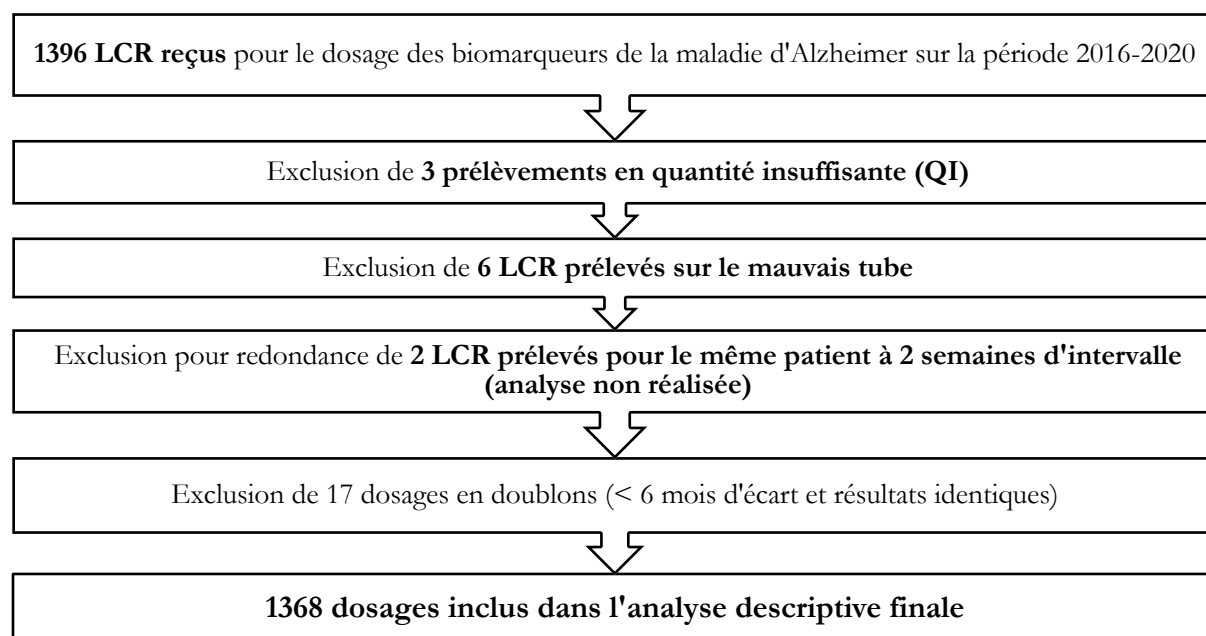 1396 LCR reçus pour le dosage des biomarqueurs de la maladie d'Alzheimer sur la période 2016-2020
Exclusion de 3 prélèvements en quantité insuffisante (QI)
Exclusion de 6 LCR prélevés sur le mauvais tube
Exclusion pour redondance de 2 LCR prélevés pour le même patient à 2 semaines d'intervalle
(analyse non réalisée)
Exclusion de 17 dosages en doublons (< 6 mois d'écart et résultats identiques)
1368 dosages inclus dans l'analyse descriptive finale